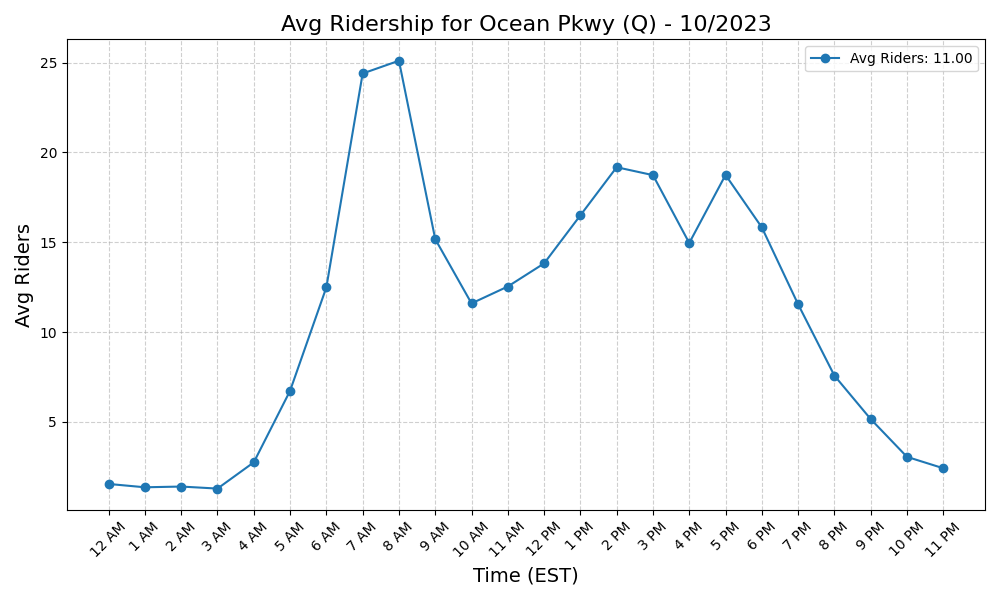 Avg Ridership for Ocean Pkwy (Q) - 10/2023
Avg Riders: 11.00
Avg Riders
25
20
15
10
5
12 AM
1 AM
2 AM
3 AM
4 AM
5 AM
6 AM
7 AM
8 AM
9 AM
10 AM
11 AM
12 PM
1 PM
2 PM
3 PM
4 PM
5 PM
6 PM
7 PM
8 PM
9 PM
10 PM
11 PM
Time (EST)